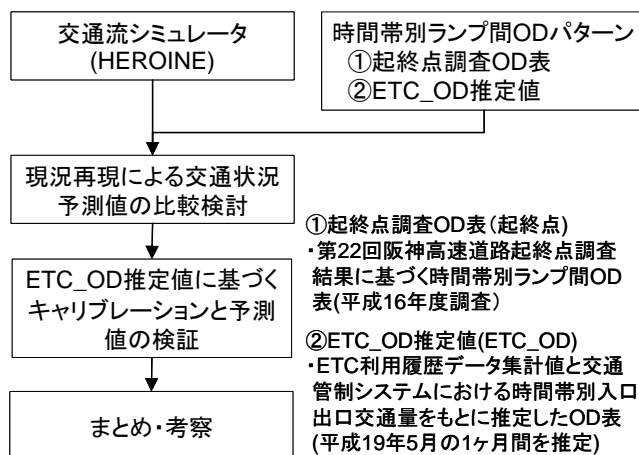 交通流シミュレータ
(HEROINE)
時間帯別ランプ間ODパターン
①起終点調査OD表
②ETC_OD推定値
現況再現による交通状況
予測値の比較検討
ETC_OD推定値に基づく
キャリブレーションと予測
値の検証
まとめ・考察
①起終点調査OD表(起終点)
・第22回阪神高速道路起終点調査
結果に基づく時間帯別ランプ間OD
表(平成16年度調査)
②ETC_OD推定値(ETC_OD)
・ETC利用履歴データ集計値と交通
管制システムにおける時間帯別入口
出口交通量をもとに推定したOD表
(平成19年5月の1ヶ月間を推定)